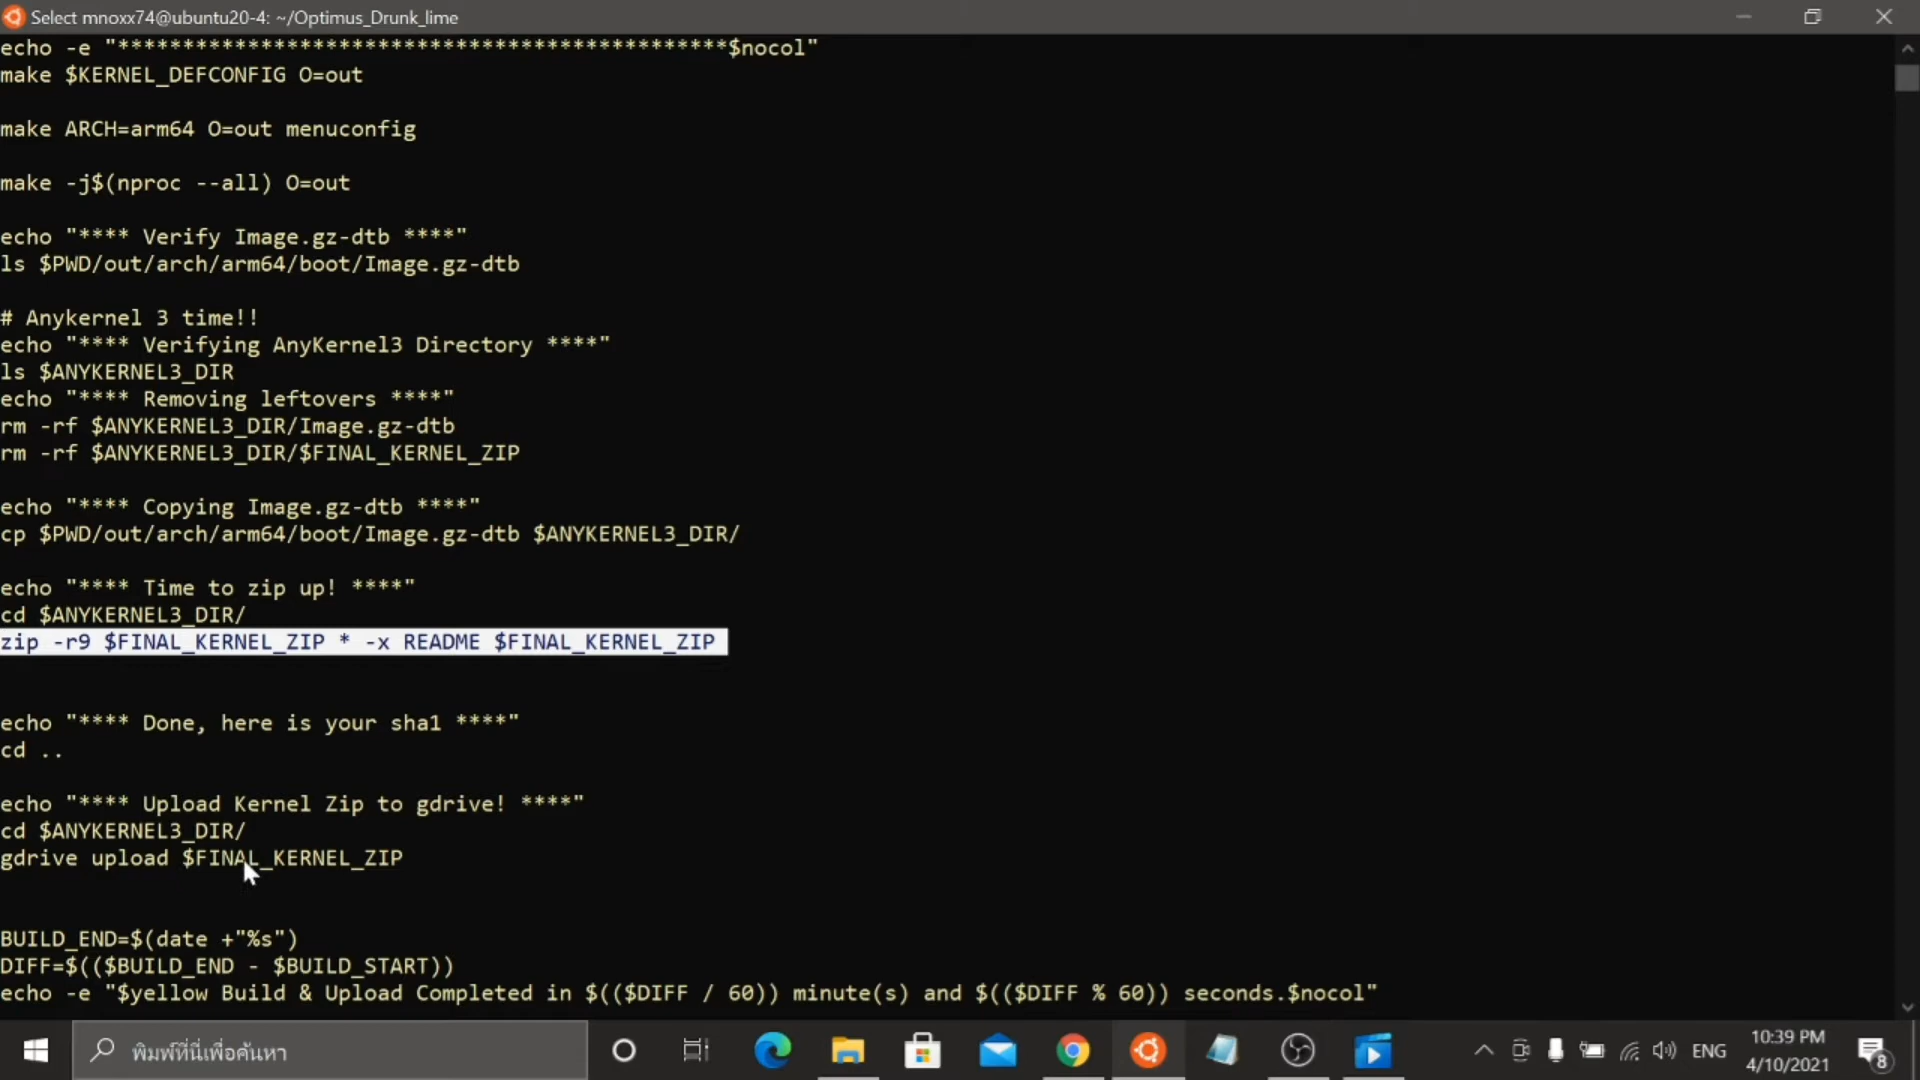 Select mnoxx74@ubuntu20-4: ~/Optimus_Drunk_lime
echo -e "***********************************************$nocol"
make $KERNEL_DEFCONFIG O=out
make ARCH=arm64 O=out menuconfig
make -j$(nproc --all) O=out
echo "**** Verify Image.gz-dtb ****"
ls $PWD/out/arch/arm64/boot/Image.gz-dtb
# Anykernel 3 time!!
echo "**** Verifying AnyKernel3 Directory ****"
ls $ANYKERNEL3_DIR
echo "**** Removing leftovers ****"
rm -rf $ANYKERNEL3_DIR/Image.gz-dtb
rm -rf $ANYKERNEL3_DIR/$FINAL_KERNEL_ZIP
echo "**** Copying Image.gz-dtb ****"
cp $PWD/out/arch/arm64/boot/Image.gz-dtb $ANYKERNEL3_DIR/
echo "**** Time to zip up! ****"
cd $ANYKERNEL3_DIR/
zip -r9 $FINAL_KERNEL_ZIP * -x README $FINAL_KERNEL_ZIP
echo "**** Done, here is your sha1 ****"
cd ..
echo "**** Upload Kernel Zip to gdrive! ****"
cd $ANYKERNEL3_DIR/
gdrive upload $FINAL_KERNEL_ZIP
BUILD_END=$(date +"%s")
DIFF=$(($BUILD_END - $BUILD_START))
echo -e "$yellow Build & Upload Completed in $(($DIFF / 60)) minute(s) and $(($DIFF % 60)) seconds.$nocol"
พิมพ์ที่นี่เพื่อค้นหา
ENG
10:39 PM
4/10/2021
8